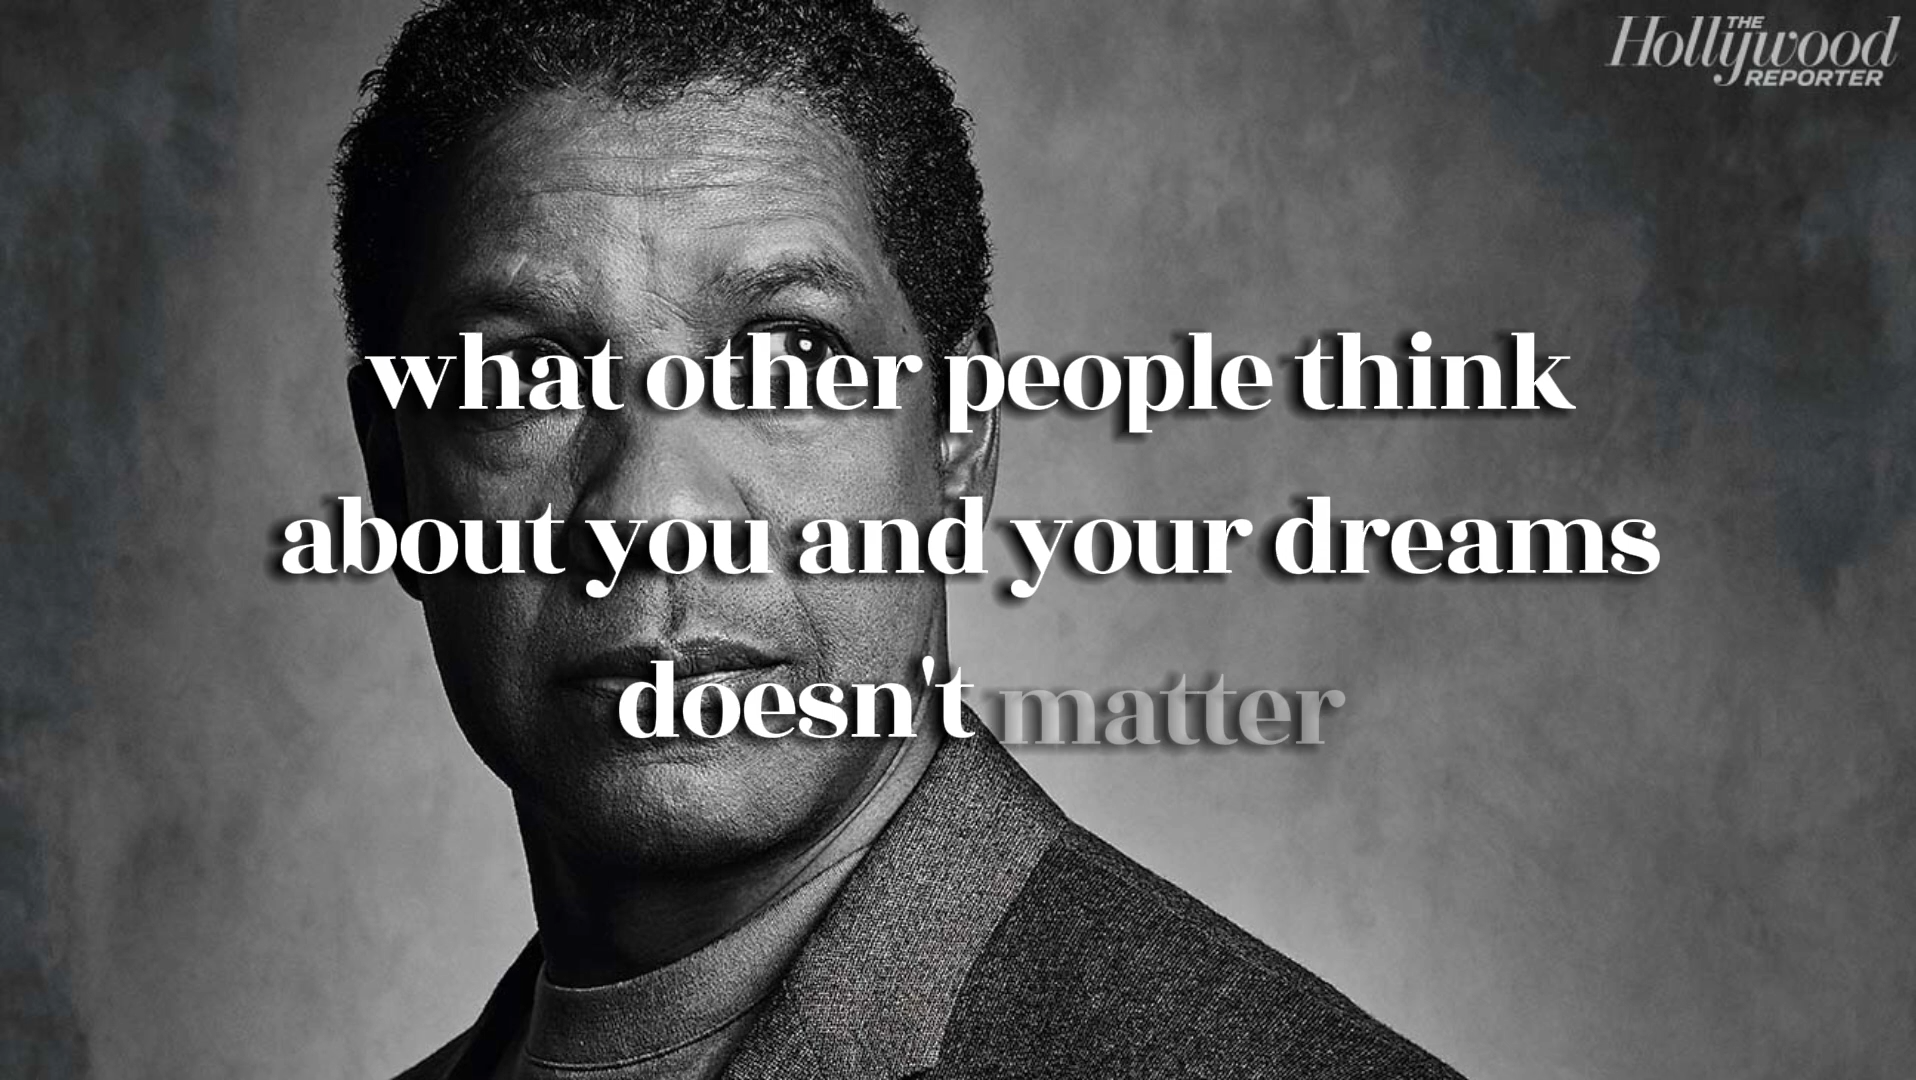 THE
Hollywood
REPORTER
what other people think
about you and your dreams
doesn't matter